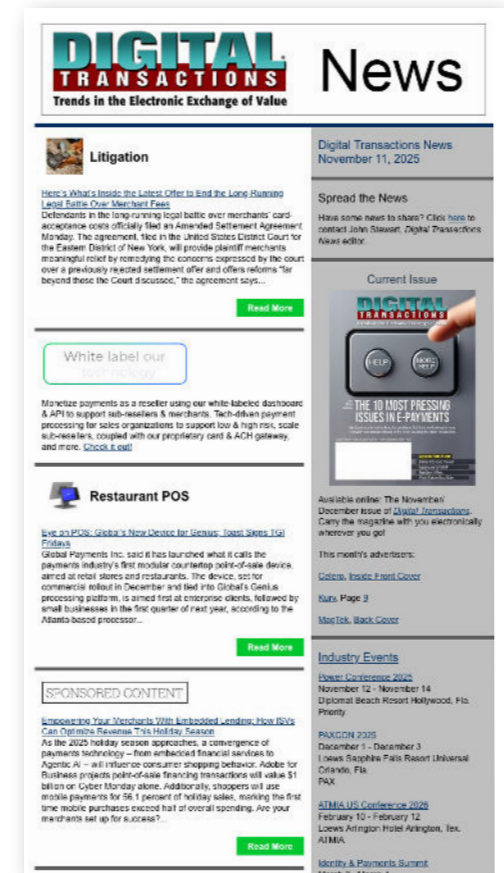 DIGITAL
TRANSACTIONS
Trends in the Electronic Exchange of Value
News
Litigation
Here's What's Inside the Latest Offer to End the Long-Running
Legal Battle Over Merchant Fees
Defendants in the long-running legal battle over merchants' card-
acceptance costs officially filed an Amended Settlement Agreement
Monday. The agreement, filed in the United States District Court for
the Eastern District of New York, will provide plaintiff merchants
meaningful relief by remedying the concerns expressed by the court
over a previously rejected settlement offer and offers reforms "far
beyond those the Court discussed," the agreement says...
Read More
White label our
technology
Monetize payments as a reseller using our white-labeled dashboard
& API to support sub-resellers & merchants. Tech-driven payment
processing for sales organizations to support low & high risk, scale
sub-resellers, coupled with our proprietary card & ACH gateway,
and more. Check it out!
Restaurant POS
Eye on POS: Global's New Device for Genius; Toast Signs TGI
Fridays
Global Payments Inc. said it has launched what it calls the
payments industry's first modular countertop point-of-sale device,
aimed at retail stores and restaurants. The device, set for
commercial rollout in December and tied into Global's Genius
processing platform, is aimed first at enterprise clients, followed by
small businesses in the first quarter of next year, according to the
Atlanta-based processor...
Read More
SPONSORED CONTENT
Empowering Your Merchants With Embedded Lending: How ISVs
Can Optimize Revenue This Holiday Season
As the 2025 holiday season approaches, a convergence of
payments technology – from embedded financial services to
Agentic AI – will influence consumer shopping behavior. Adobe for
Business projects point-of-sale financing transactions will value $1
billion on Cyber Monday alone. Additionally, shoppers will use
mobile payments for 56.1 percent of holiday sales, marking the first
time mobile purchases exceed half of overall spending. Are your
merchants set up for success?...
Read More
Digital Transactions News
November 11, 2025
Spread the News
Have some news to share? Click here to
contact John Stewart, Digital Transactions
News editor.
Current Issue
DIGITAL
TRANSACTIONS
HELP
MORE
HELP
THE 10 MOST PRESSING
ISSUES IN E-PAYMENTS
Available online: The November/
December issue of Digital Transactions.
Carry the magazine with you electronically
wherever you go!
This month's advertisers:
Celero, Inside Front Cover
Kurv, Page 9
MagTek, Back Cover
Industry Events
Power Conference 2025
November 12 - November 14
Diplomat Beach Resort Hollywood, Fla.
Priority
PAXCON 2025
December 1 - December 3
Loews Sapphire Falls Resort Universal
Orlando, Fla.
PAX
ATMIA US Conference 2026
February 10 - February 12
Loews Arlington Hotel Arlington, Tex.
ATMIA
Identity & Payments Summit